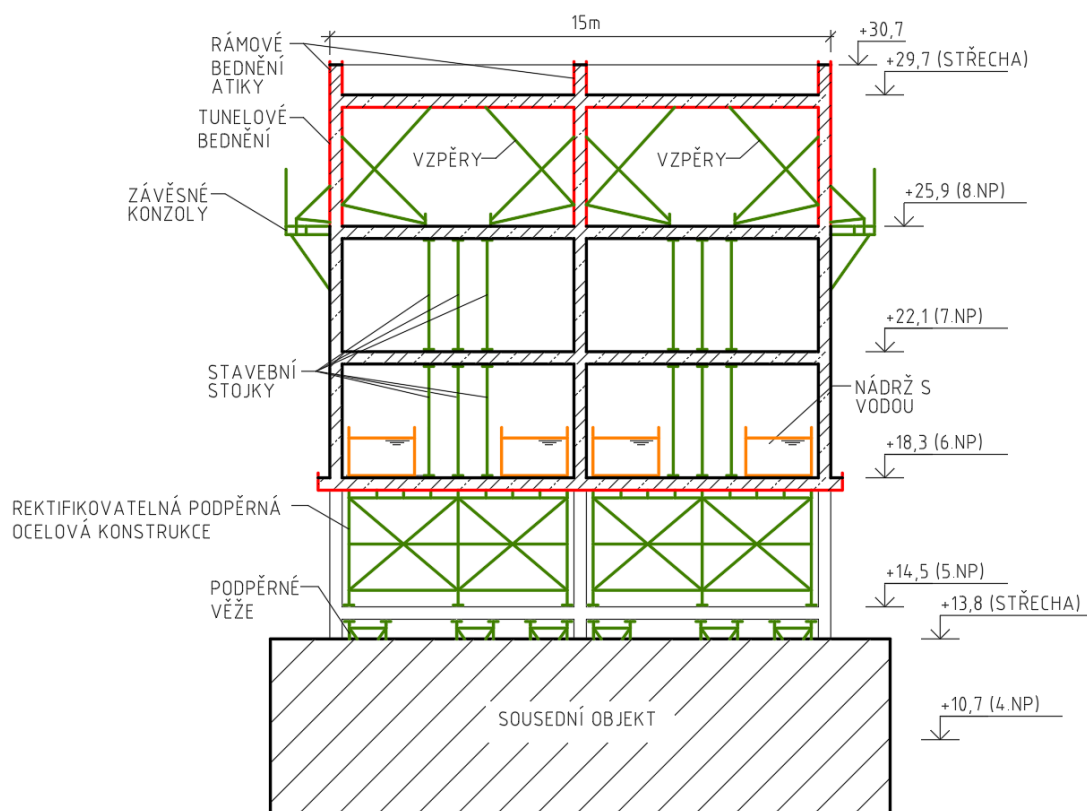 15m
+30,7
RÁMOVÉ
BEDNĚNÍ
ATIKY
+29,7 (STŘECHA)
TUNELOVÉ
BEDNĚNÍ
VZPĚRY
VZPĚRY
ZÁVĚSNÉ
KONZOLY
+25,9 (8.NP)
+22,1 (7.NP)
STAVEBNÍ
STOJKY
NÁDRŽ S
VODOU
+18,3 (6.NP)
REKTIFIKOVATELNÁ PODPĚRNÁ
OCELOVÁ KONSTRUKCE
+14,5 (5.NP)
PODPĚRNÉ
VĚŽE
+13,8 (STŘECHA)
+10,7 (4.NP)
SOUSEDNÍ OBJEKT